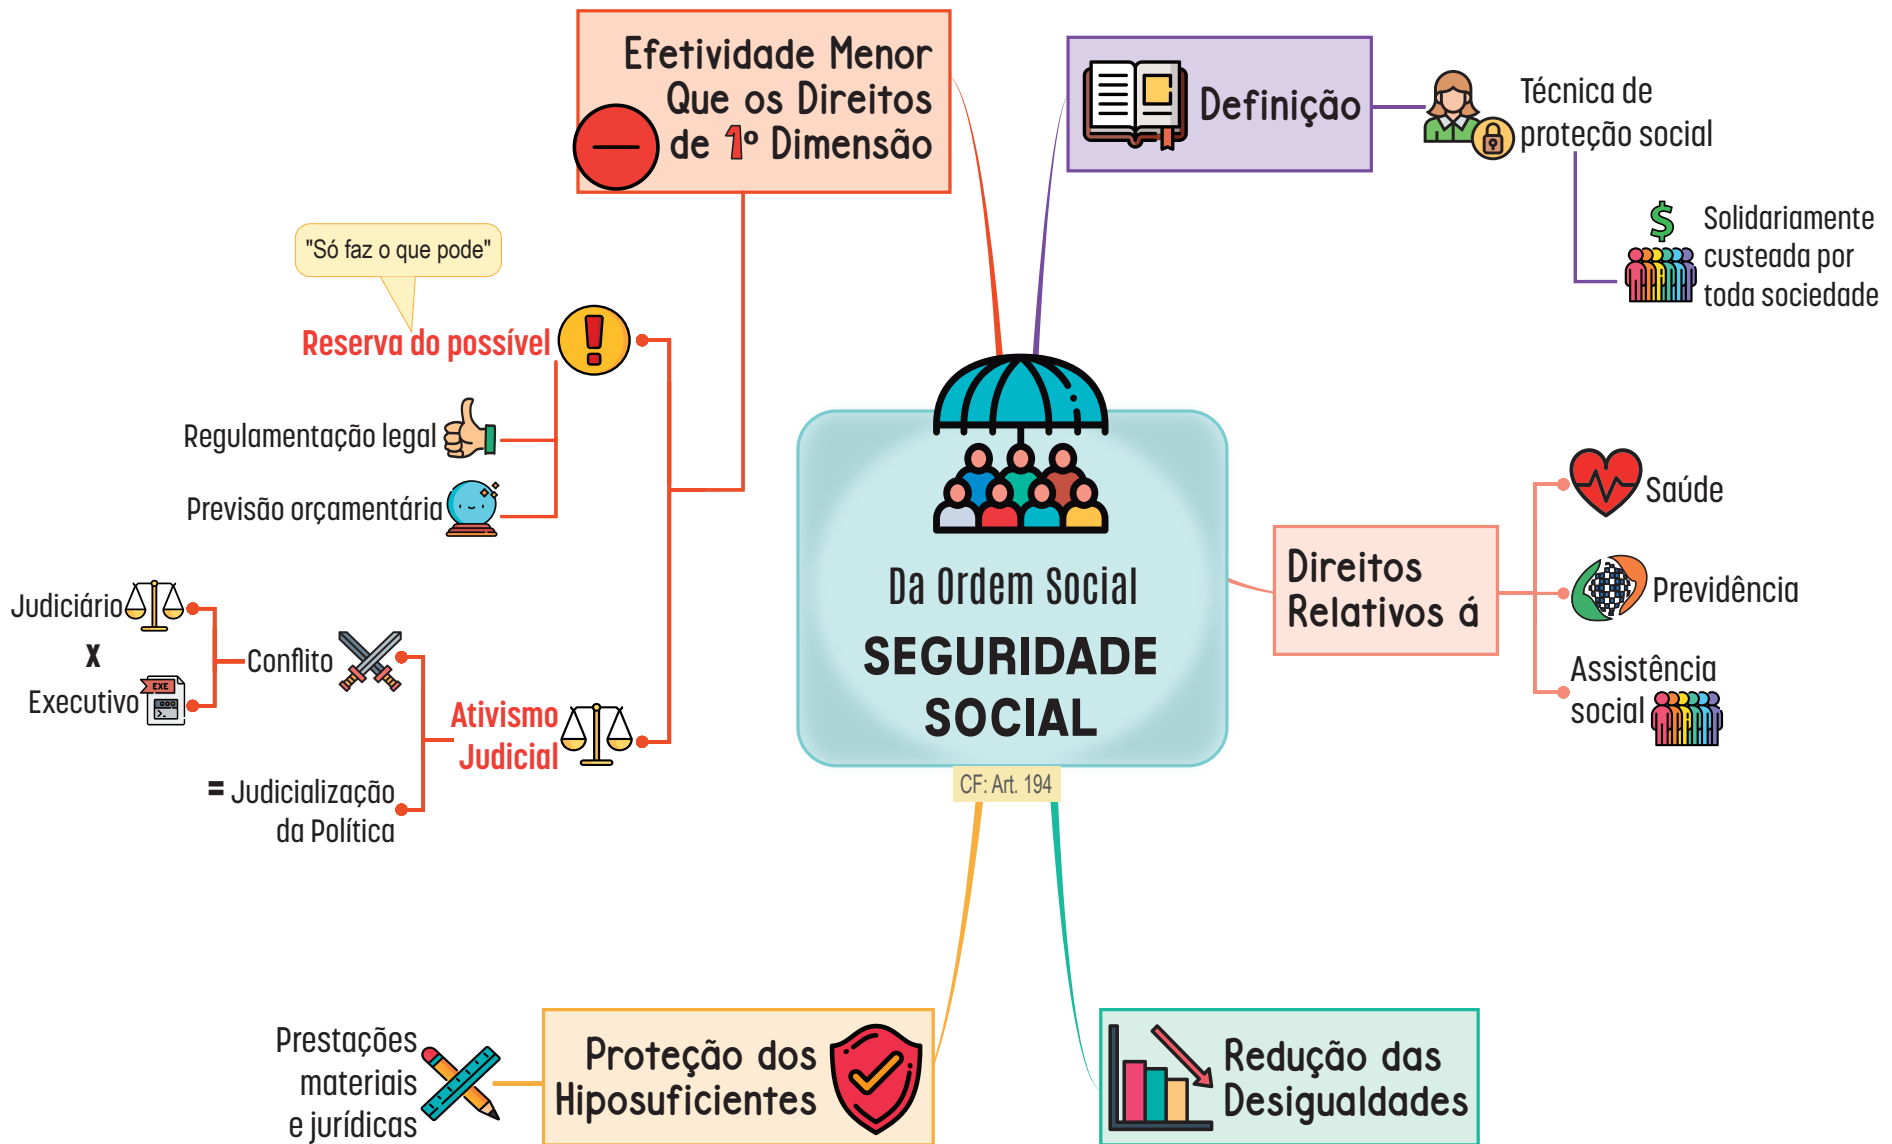 Efetividade Menor
Que os Direitos
de 1º Dimensão
Definição
Técnica de
proteção social
Solidariamente
custeada por
toda sociedade
"Só faz o que pode"
Reserva do possível
Regulamentação legal
Previsão orçamentária
Judiciário
X
Executivo
EXE
Conflito
Ativismo
Judicial
= Judicialização
da Política
Da Ordem Social
SEGURIDADE
SOCIAL
CF: Art. 194
Direitos
Relativos á
Saúde
Previdência
Assistência
social
Prestações
materiais
e jurídicas
Proteção dos
Hiposuficientes
Redução das
Desigualdades